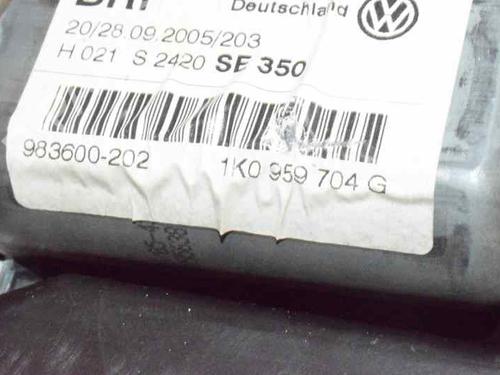 Deutschland
20/28.09.2005/203
H 021 S 2420 SE 350
983600-202 1K0 959 704 G